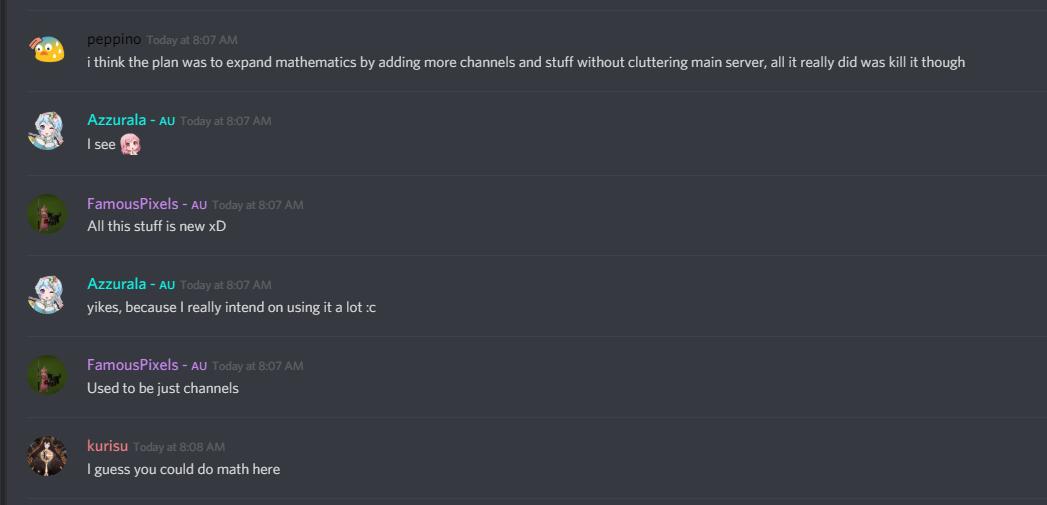 peppino Today at 8:07 AM
i think the plan was to expand mathematics by adding more channels and stuff without cluttering main server, all it really did was kill it though
Azzurala - AU Today at 8:07 AM
I see
FamousPixels - AU Today at 8:07 AM
All this stuff is new xD
Azzurala - AU Today at 8:07 AM
yikes, because I really intend on using it a lot :c
FamousPixels - AU Today at 8:07 AM
Used to be just channels
kurisu Today at 8:08 AM
I guess you could do math here